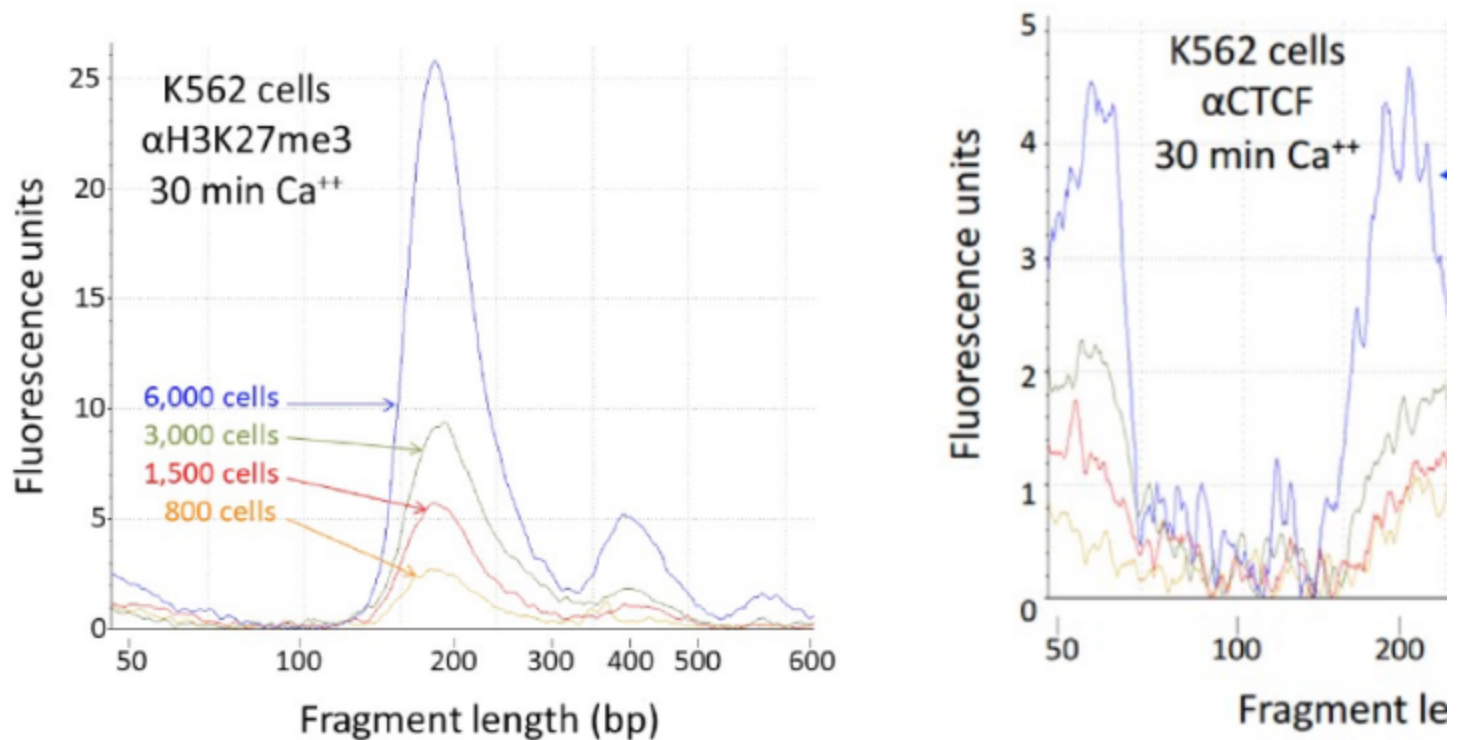 K562 cells
αH3K27me3
30 min Ca⁺⁺
25
20
15
10
5
0
Fluorescence units
6,000 cells
3,000 cells
1,500 cells
800 cells
50 100 200 300 400 500 600
Fragment length (bp)
K562 cells
αCTCF
30 min Ca⁺⁺
5
4
3
2
1
0
Fluorescence units
50 100 200
Fragment le